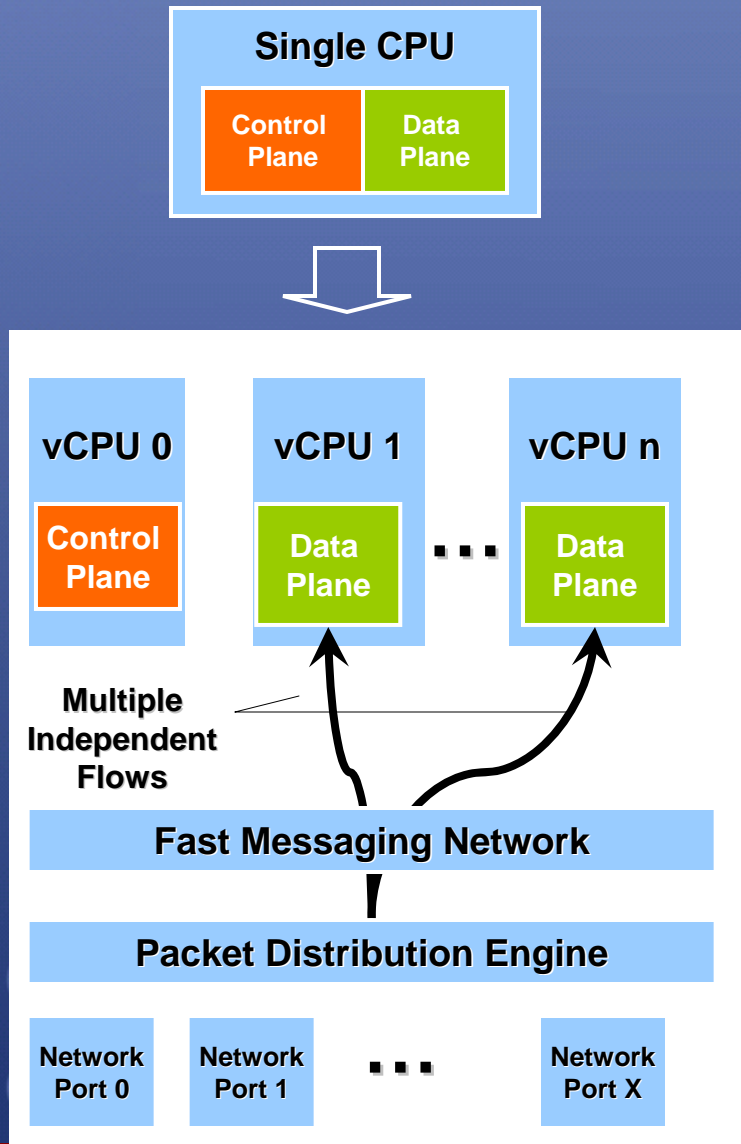 Single CPU
Control
Plane
Data
Plane
vCPU 0
vCPU 1
vCPU n
Control
Plane
Data
Plane
...
Data
Plane
Multiple
Independent
Flows
Fast Messaging Network
Packet Distribution Engine
Network
Port 0
Network
Port 1
...
Network
Port X